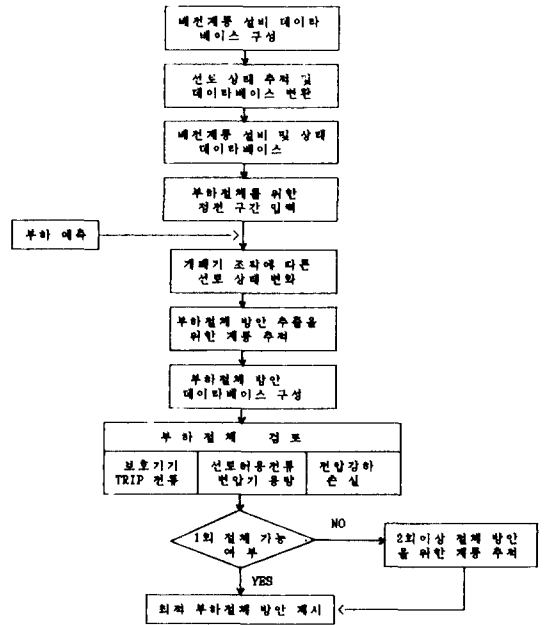 배전계통 설비 데이타
베이스 구성
선로 상태 추적 및
데이타베이스 변환
배전계통 설비 및 상태
데이타베이스
부하절체를 위한
정전 구간 입력
부하 예측
개폐기 조작에 따른
선로 상태 변화
부하절체 방안 추출을
위한 계통 추적
부하절체 방안
데이타베이스 구성
부 하 절 체 검 토
보호기기
TRIP 전류
선로허용전류
변압기 용량
전압강하
손 실
1회 절체 가능
여 부
NO
2회이상 절체 방안
을 위한 계통 추적
YES
최적 부하절체 방안 제시